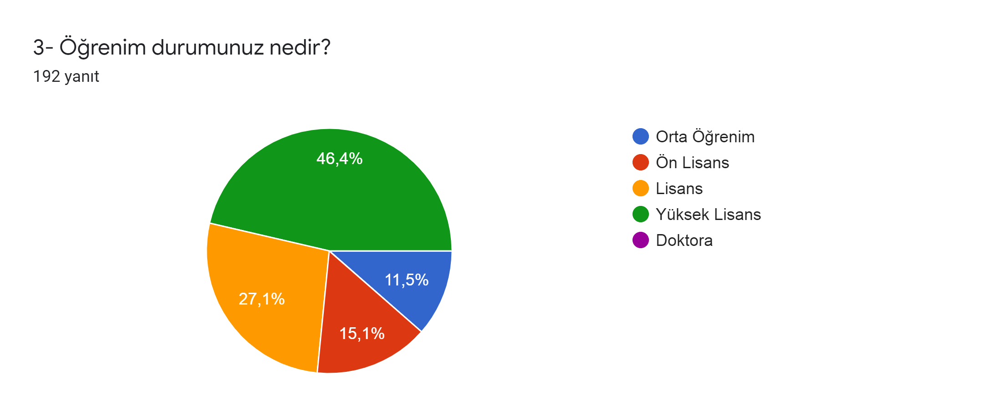 3- Öğrenim durumunuz nedir?
192 yanıt
46,4%
11,5%
27,1%
15,1%
Orta Öğrenim
Ön Lisans
Lisans
Yüksek Lisans
Doktora